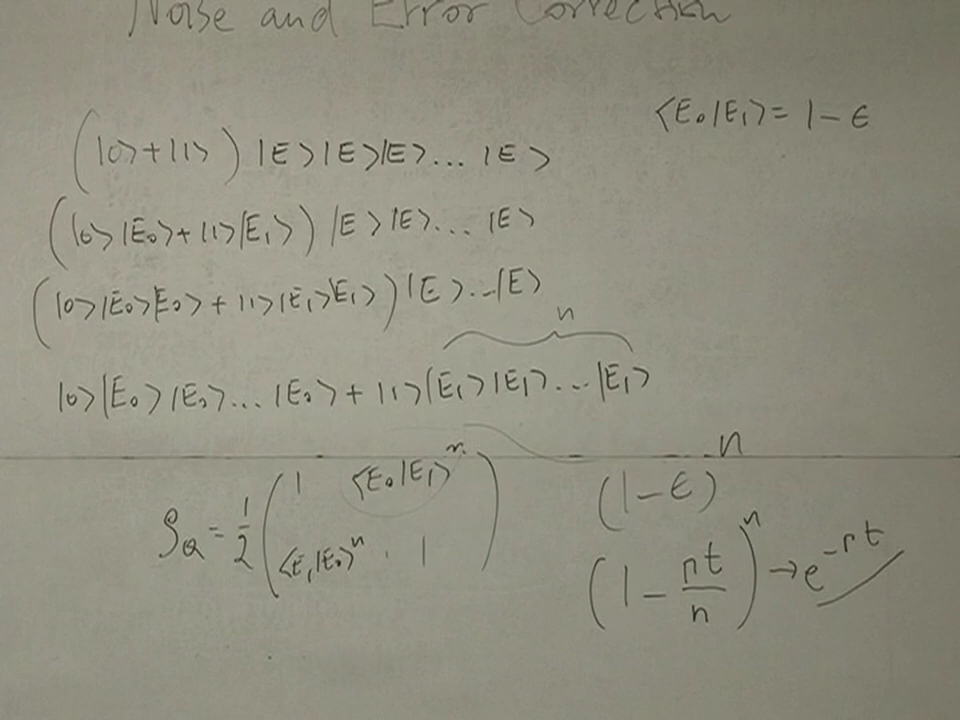 Noise and Error Correction
⟨E₀|E₁⟩ = 1 − ϵ
(|0⟩+|1⟩) |E⟩|E⟩|E⟩... |E⟩
(|0⟩|E₀⟩+|1⟩|E₁⟩) |E⟩|E⟩... |E⟩
(|0⟩|E₀⟩|E₀⟩ + |1⟩|E₁⟩|E₁⟩) |E⟩...|E⟩
n
|0⟩|E₀⟩|E₀⟩... |E₀⟩ + |1⟩|E₁⟩|E₁⟩... |E₁⟩
ρ_Q = 1/2 ( 1 ⟨E₀|E₁⟩ⁿ
⟨E₁|E₀⟩ⁿ 1 )
(1−ϵ)ⁿ
(1 − rt/n)ⁿ → e^(−rt)